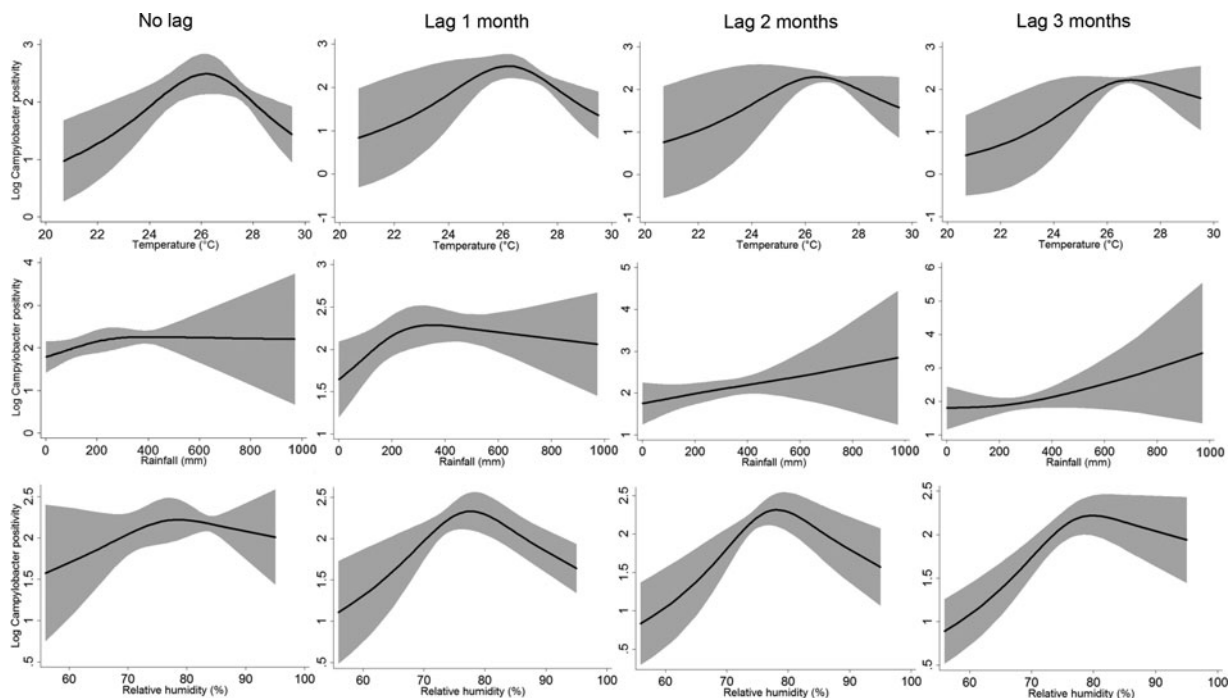 No lag Lag 1 month Lag 2 months Lag 3 months
Log Campylobacter positivity
3
2
1
0
20 22 24 26 28 30
Temperature (°C)
3
2
1
0
-1
20 22 24 26 28 30
Temperature (°C)
3
2
1
0
-1
20 22 24 26 28 30
Temperature (°C)
3
2
1
0
-1
20 22 24 26 28 30
Temperature (°C)
Log Campylobacter positivity
4
3
2
1
0
0 200 400 600 800 1000
Rainfall (mm)
3
2.5
2
1.5
1
0 200 400 600 800 1000
Rainfall (mm)
5
4
3
2
1
0 200 400 600 800 1000
Rainfall (mm)
6
5
4
3
2
1
0 200 400 600 800 1000
Rainfall (mm)
Log Campylobacter positivity
2.5
2
1.5
1
.5
60 70 80 90 100
Relative humidity (%)
2.5
2
1.5
1
.5
60 70 80 90 100
Relative humidity (%)
2.5
2
1.5
1
.5
60 70 80 90 100
Relative humidity (%)
2.5
2
1.5
1
.5
60 70 80 90 100
Relative humidity (%)